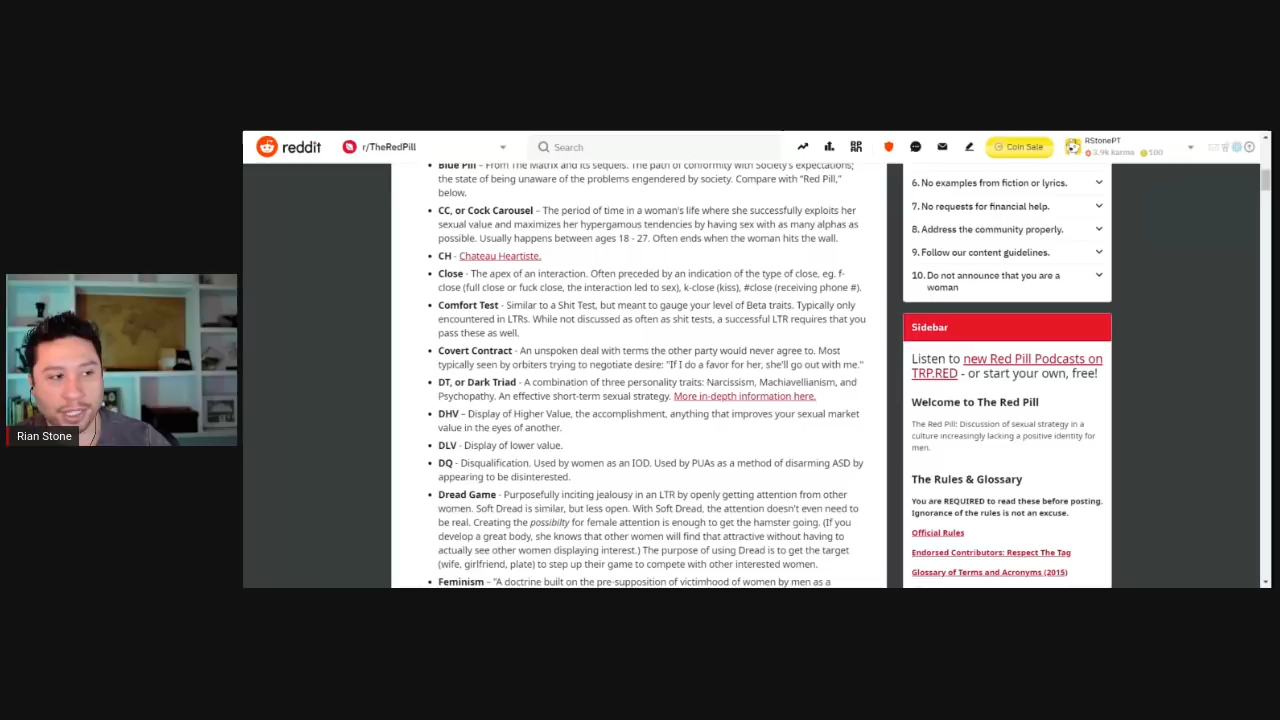 reddit
r/TheRedPill
Search
Coin Sale
RStonePT
3.9k karma
100
Blue Pill – From The Matrix and its sequels. The path of conformity with Society's expectations;
the state of being unaware of the problems engendered by society. Compare with "Red Pill,"
below.
CC, or Cock Carousel – The period of time in a woman's life where she successfully exploits her
sexual value and maximizes her hypergamous tendencies by having sex with as many alphas as
possible. Usually happens between ages 18 - 27. Often ends when the woman hits the wall.
CH - Chateau Heartiste.
Close - The apex of an interaction. Often preceded by an indication of the type of close, eg. f-
close (full close or fuck close, the interaction led to sex), k-close (kiss), #close (receiving phone #).
Comfort Test - Similar to a Shit Test, but meant to gauge your level of Beta traits. Typically only
encountered in LTRs. While not discussed as often as shit tests, a successful LTR requires that you
pass these as well.
Covert Contract - An unspoken deal with terms the other party would never agree to. Most
typically seen by orbiters trying to negotiate desire: "If I do a favor for her, she'll go out with me."
DT, or Dark Triad - A combination of three personality traits: Narcissism, Machiavellianism, and
Psychopathy. An effective short-term sexual strategy. More in-depth information here.
DHV – Display of Higher Value, the accomplishment, anything that improves your sexual market
value in the eyes of another.
DLV - Display of lower value.
DQ - Disqualification. Used by women as an IOD. Used by PUAs as a method of disarming ASD by
appearing to be disinterested.
Dread Game - Purposefully inciting jealousy in an LTR by openly getting attention from other
women. Soft Dread is similar, but less open. With Soft Dread, the attention doesn't even need to
be real. Creating the possibilty for female attention is enough to get the hamster going. (If you
develop a great body, she knows that other women will find that attractive without having to
actually see other women displaying interest.) The purpose of using Dread is to get the target
(wife, girlfriend, plate) to step up their game to compete with other interested women.
Feminism – "A doctrine built on the pre-supposition of victimhood of women by men as a
6. No examples from fiction or lyrics.
7. No requests for financial help.
8. Address the community properly.
9. Follow our content guidelines.
10. Do not announce that you are a
woman
Sidebar
Listen to new Red Pill Podcasts on
TRP.RED - or start your own, free!
Welcome to The Red Pill
The Red Pill: Discussion of sexual strategy in a
culture increasingly lacking a positive identity for
men.
The Rules & Glossary
You are REQUIRED to read these before posting.
Ignorance of the rules is not an excuse.
Official Rules
Endorsed Contributors: Respect The Tag
Glossary of Terms and Acronyms (2015)
Rian Stone